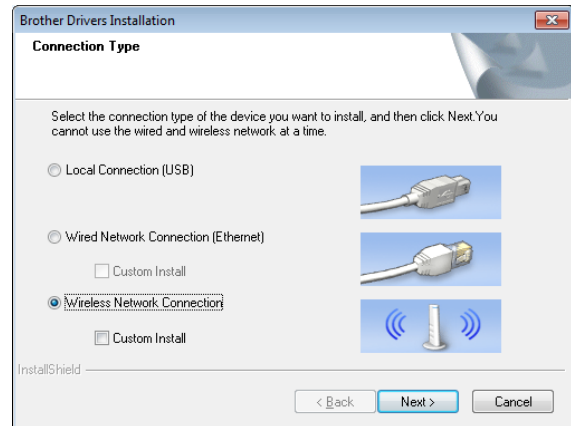 Brother Drivers Installation
Connection Type
Select the connection type of the device you want to install, and then click Next.You
cannot use the wired and wireless network at a time.
Local Connection (USB)
Wired Network Connection (Ethernet)
Custom Install
Wireless Network Connection
Custom Install
InstallShield
< Back
Next >
Cancel